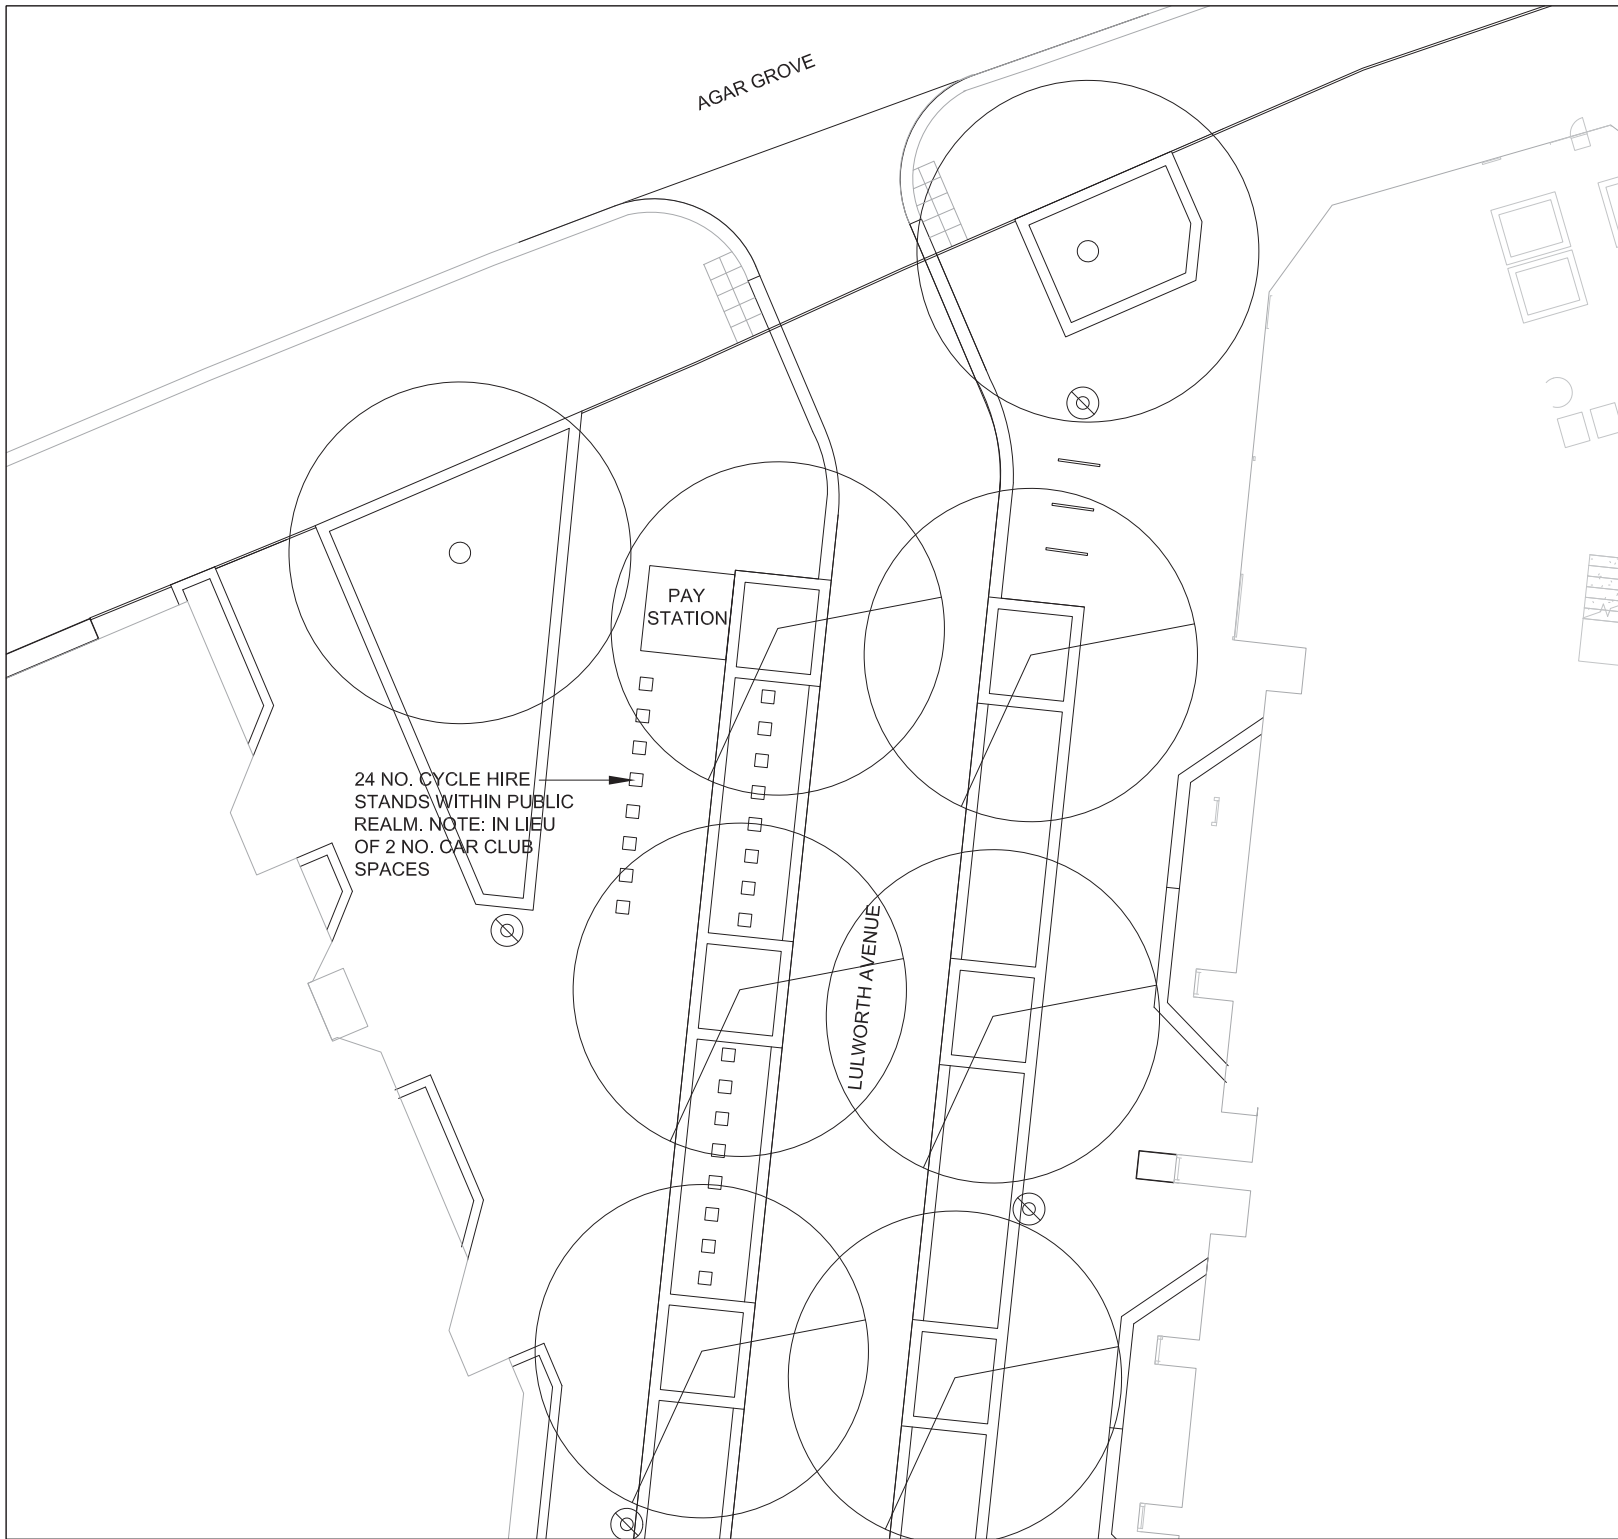 AGAR GROVE
PAY
STATION
24 NO. CYCLE HIRE
STANDS WITHIN PUBLIC
REALM. NOTE: IN LIEU
OF 2 NO. CAR CLUB
SPACES
LULWORTH AVENUE